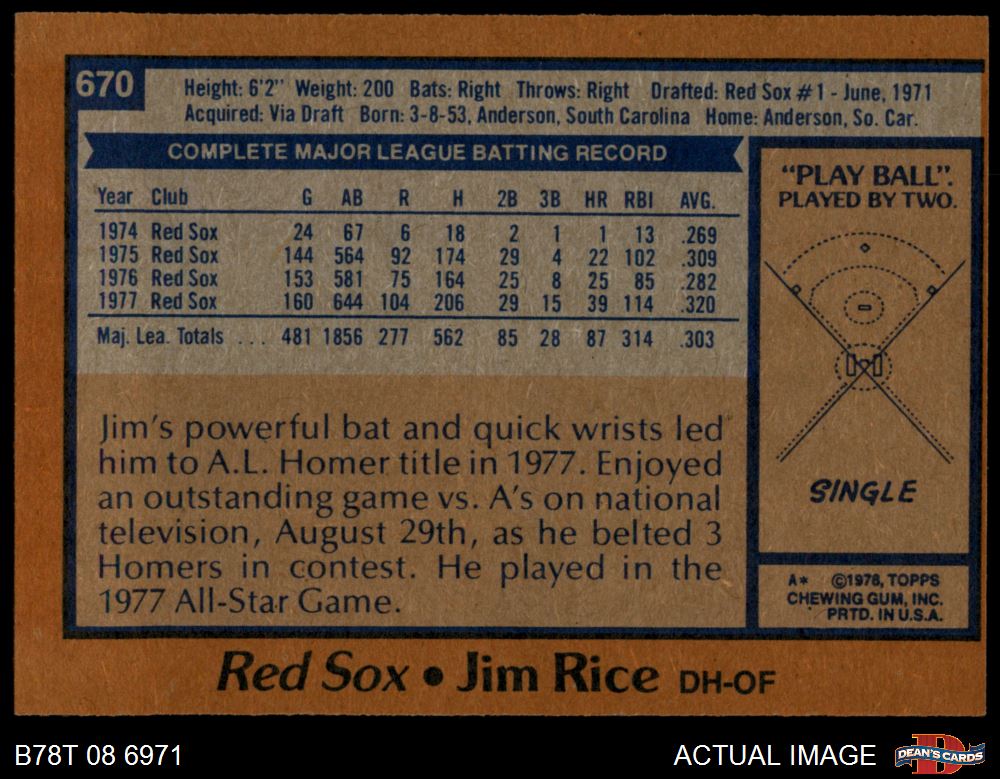 670
Height: 6'2" Weight: 200 Bats: Right Throws: Right Drafted: Red Sox #1 - June, 1971
Acquired: Via Draft Born: 3-8-53, Anderson, South Carolina Home: Anderson, So. Car.
COMPLETE MAJOR LEAGUE BATTING RECORD
Year Club G AB R H 2B 3B HR RBI AVG.
1974 Red Sox 24 67 6 18 2 1 1 13 .269
1975 Red Sox 144 564 92 174 29 4 22 102 .309
1976 Red Sox 153 581 75 164 25 8 25 85 .282
1977 Red Sox 160 644 104 206 29 15 39 114 .320
Maj. Lea. Totals . . . 481 1856 277 562 85 28 87 314 .303
Jim's powerful bat and quick wrists led
him to A.L. Homer title in 1977. Enjoyed
an outstanding game vs. A's on national
television, August 29th, as he belted 3
Homers in contest. He played in the
1977 All-Star Game.
"PLAY BALL".
PLAYED BY TWO.
SINGLE
A* ©1978, TOPPS
CHEWING GUM, INC.
PRTD. IN U.S.A.
Red Sox • Jim Rice DH-OF
B78T 08 6971
ACTUAL IMAGE
DEAN'S CARDS